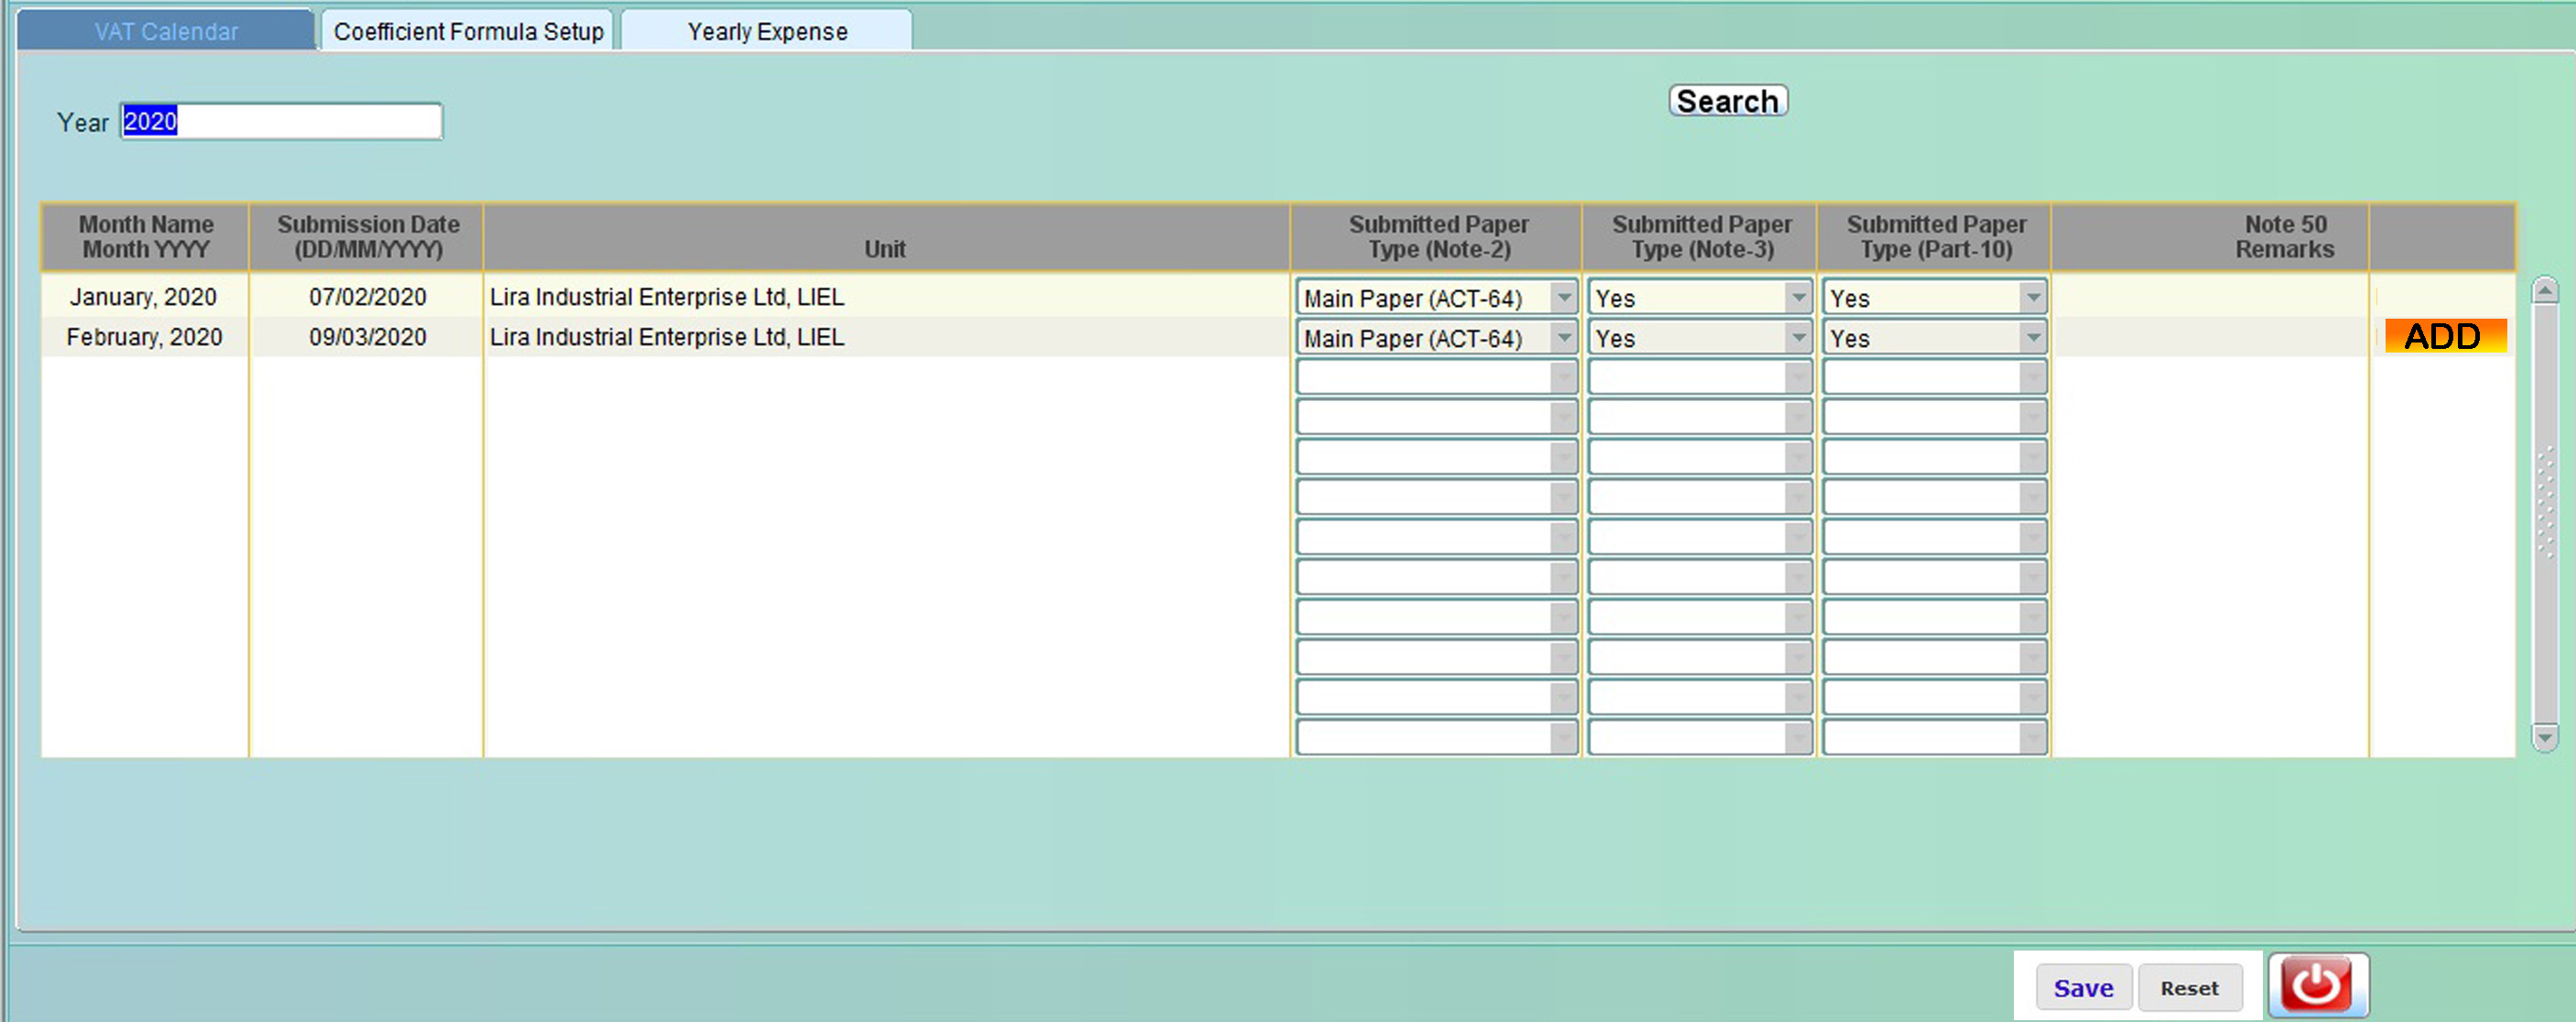 VAT Calendar Coefficient Formula Setup Yearly Expense
Search
Year 2020
Month Name Submission Date Submitted Paper Submitted Paper Submitted Paper Note 50
Month YYYY (DD/MM/YYYY) Unit Type (Note-2) Type (Note-3) Type (Part-10) Remarks
January, 2020 07/02/2020 Lira Industrial Enterprise Ltd, LIEL Main Paper (ACT-64) Yes Yes
February, 2020 09/03/2020 Lira Industrial Enterprise Ltd, LIEL Main Paper (ACT-64) Yes Yes ADD
Save Reset